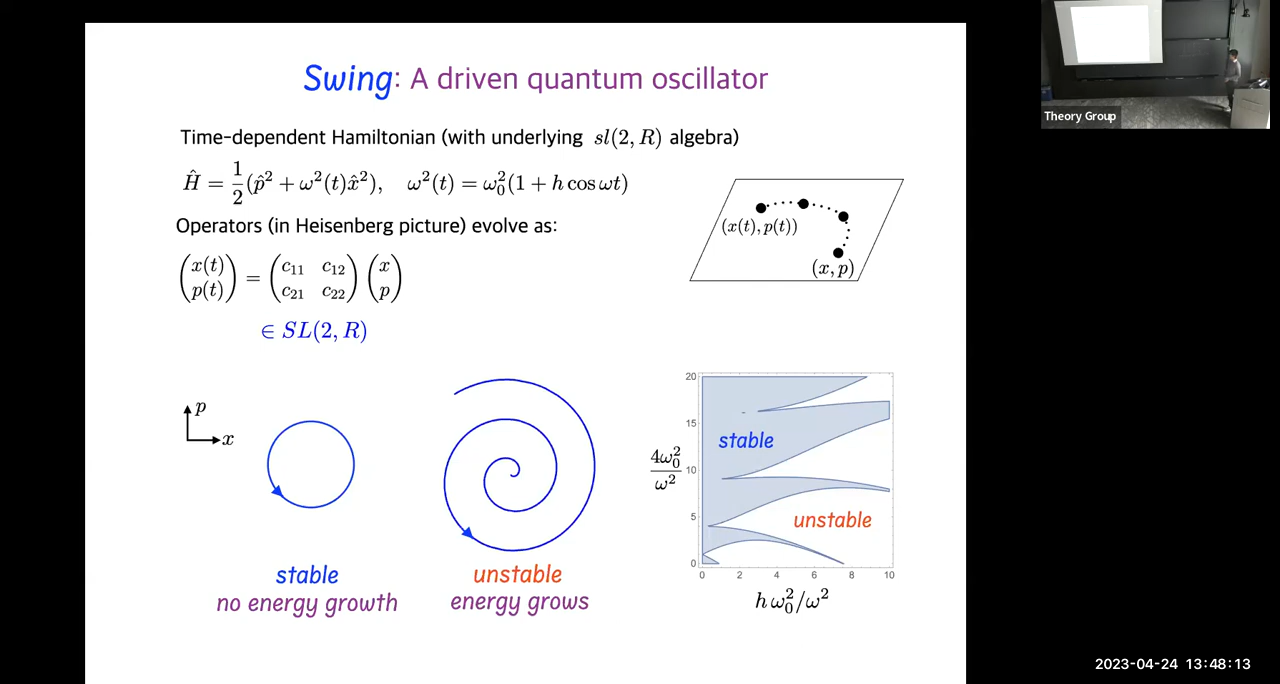 Swing: A driven quantum oscillator
Time-dependent Hamiltonian (with underlying sl(2, R) algebra)
Ĥ = 1/2(p̂² + ω²(t)x̂²), ω²(t) = ω₀²(1 + h cos ωt)
Operators (in Heisenberg picture) evolve as:
(x(t) p(t)) = (c₁₁ c₁₂ c₂₁ c₂₂) (x p)
∈ SL(2, R)
(x(t), p(t))
(x, p)
p
x
stable
no energy growth
unstable
energy grows
20
15
10
5
0
4ω₀²/ω²
stable
unstable
0 2 4 6 8 10
h ω₀²/ω²
Theory Group
2023-04-24 13:48:13